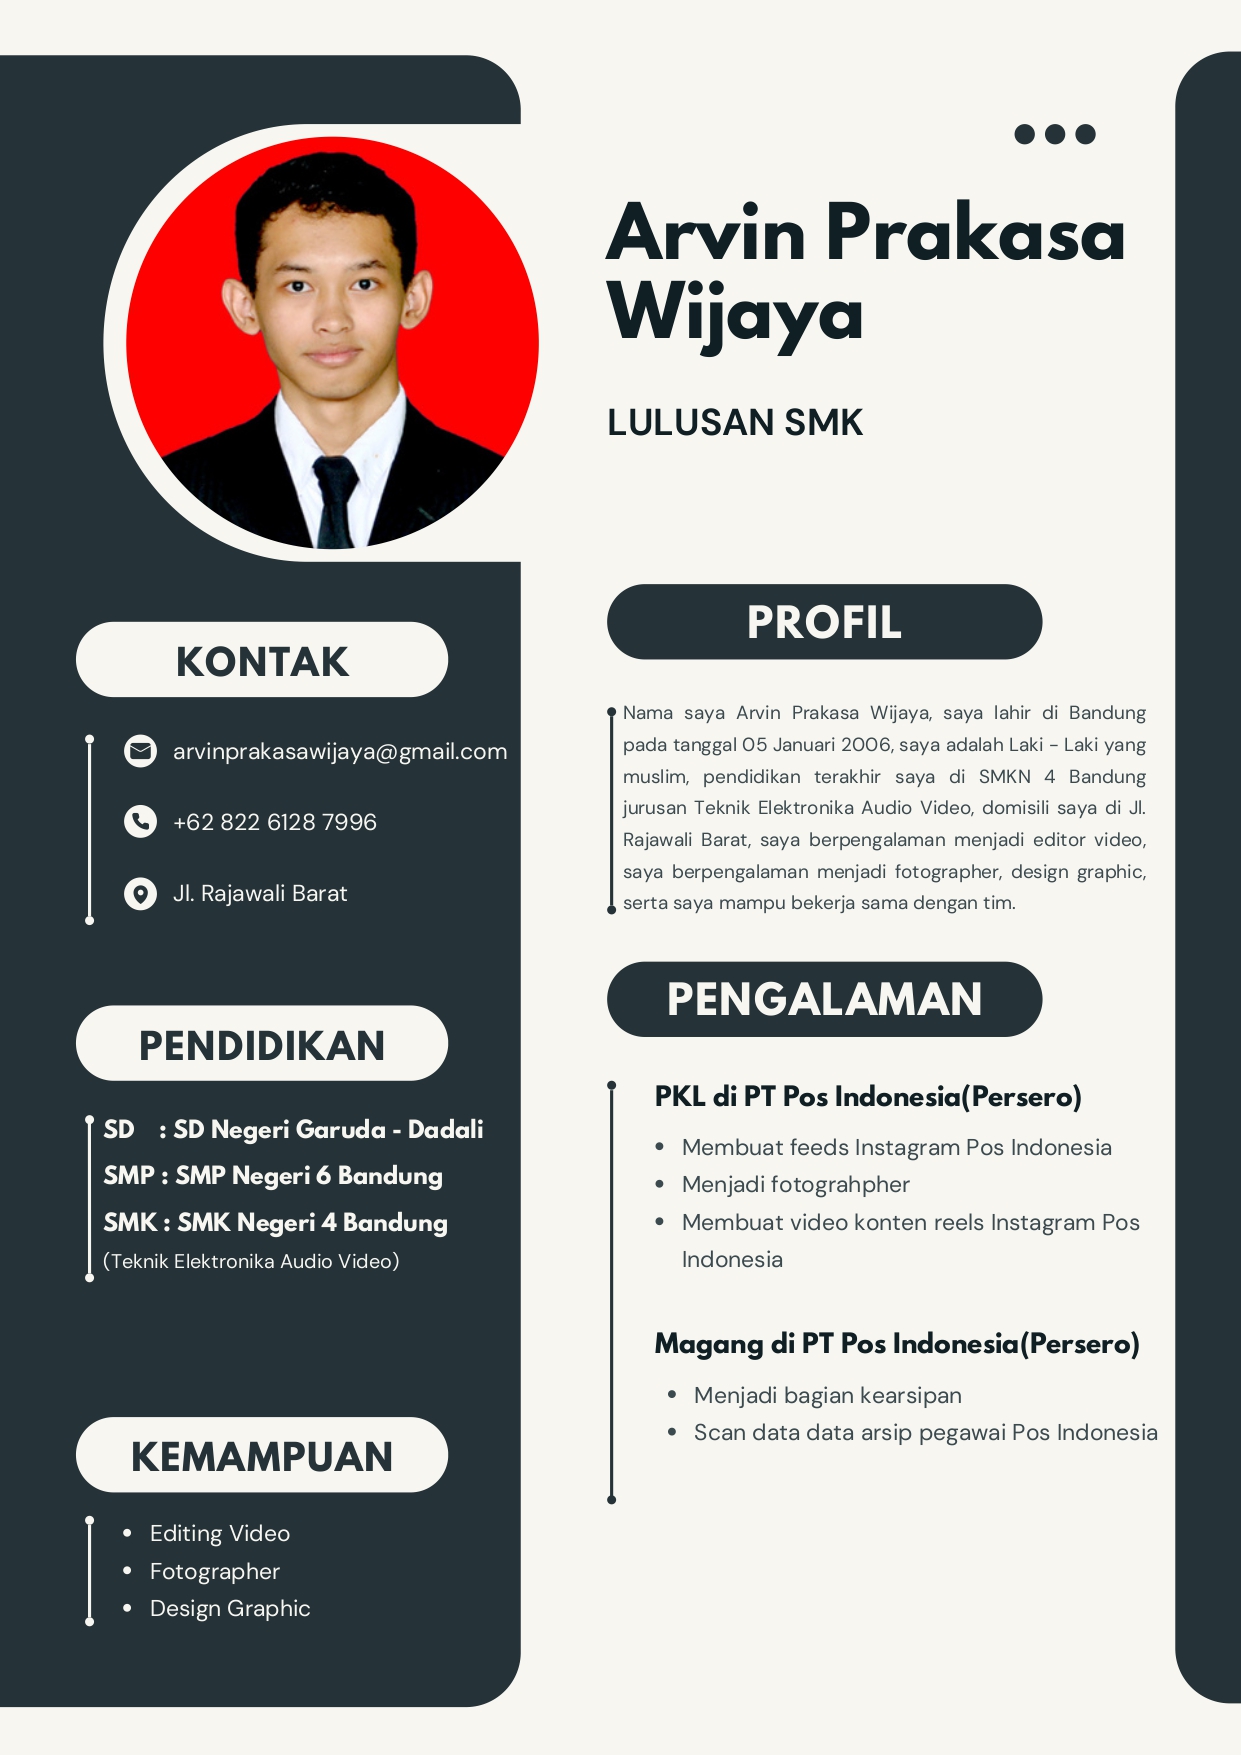 Arvin Prakasa
Wijaya
LULUSAN SMK
KONTAK
arvinprakasawijaya@gmail.com
+62 822 6128 7996
Jl. Rajawali Barat
PENDIDIKAN
SD : SD Negeri Garuda - Dadali
SMP : SMP Negeri 6 Bandung
SMK : SMK Negeri 4 Bandung
(Teknik Elektronika Audio Video)
KEMAMPUAN
• Editing Video
• Fotographer
• Design Graphic
PROFIL
Nama saya Arvin Prakasa Wijaya, saya lahir di Bandung
pada tanggal 05 Januari 2006, saya adalah Laki - Laki yang
muslim, pendidikan terakhir saya di SMKN 4 Bandung
jurusan Teknik Elektronika Audio Video, domisili saya di Jl.
Rajawali Barat, saya berpengalaman menjadi editor video,
saya berpengalaman menjadi fotographer, design graphic,
serta saya mampu bekerja sama dengan tim.
PENGALAMAN
PKL di PT Pos Indonesia(Persero)
• Membuat feeds Instagram Pos Indonesia
• Menjadi fotograhpher
• Membuat video konten reels Instagram Pos
Indonesia
Magang di PT Pos Indonesia(Persero)
• Menjadi bagian kearsipan
• Scan data data arsip pegawai Pos Indonesia